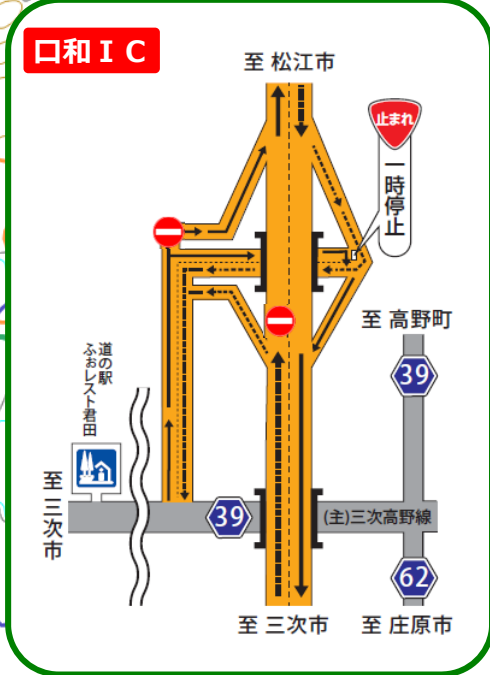 口和ＩＣ
至 松江市
止まれ
一時停止
至 高野町
39
道の駅
ふぉレスト君田
至 三次市
39
(主)三次高野線
62
至 三次市
至 庄原市